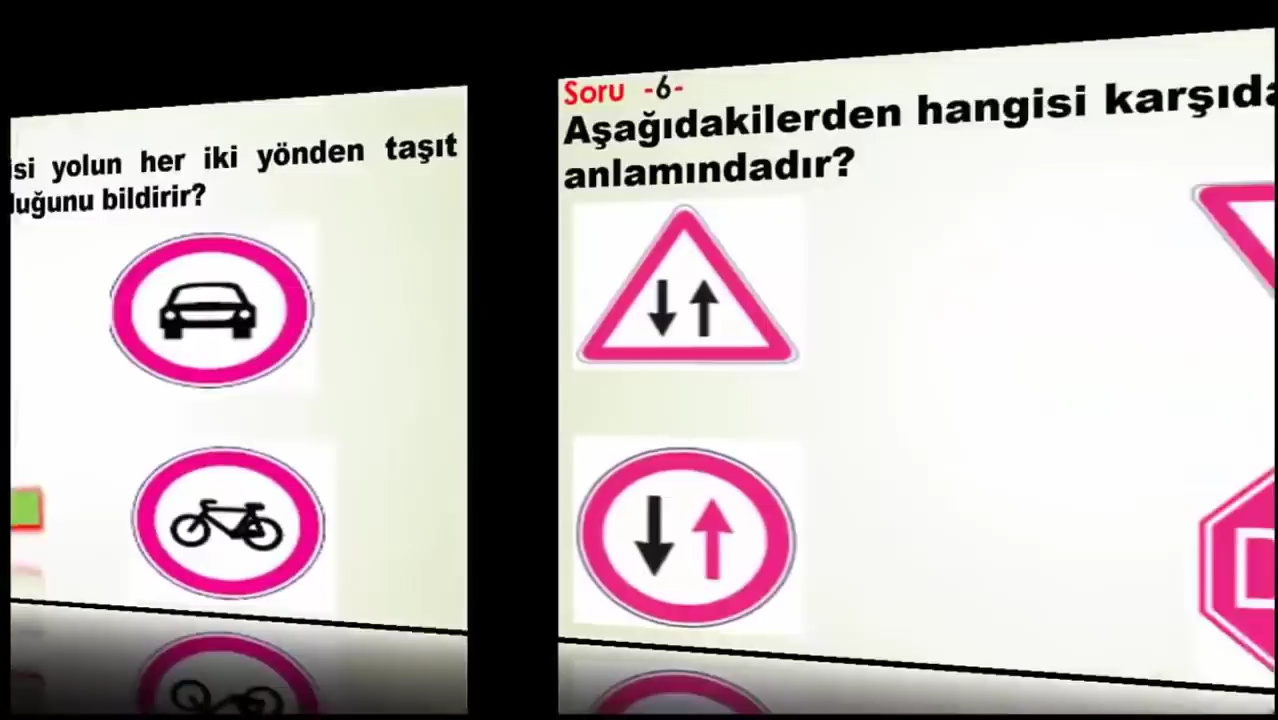 isi yolun her iki yönden taşıt
luğunu bildirir?
Soru -6-
Aşağıdakilerden hangisi karşıda
anlamındadır?
D